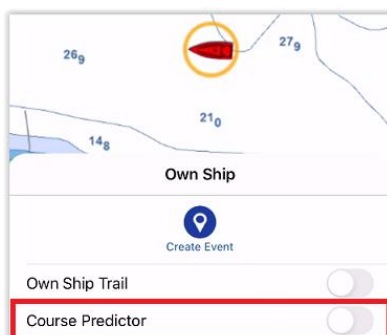 26₉
27₉
21₀
14₈
Own Ship
Create Event
Own Ship Trail
Course Predictor